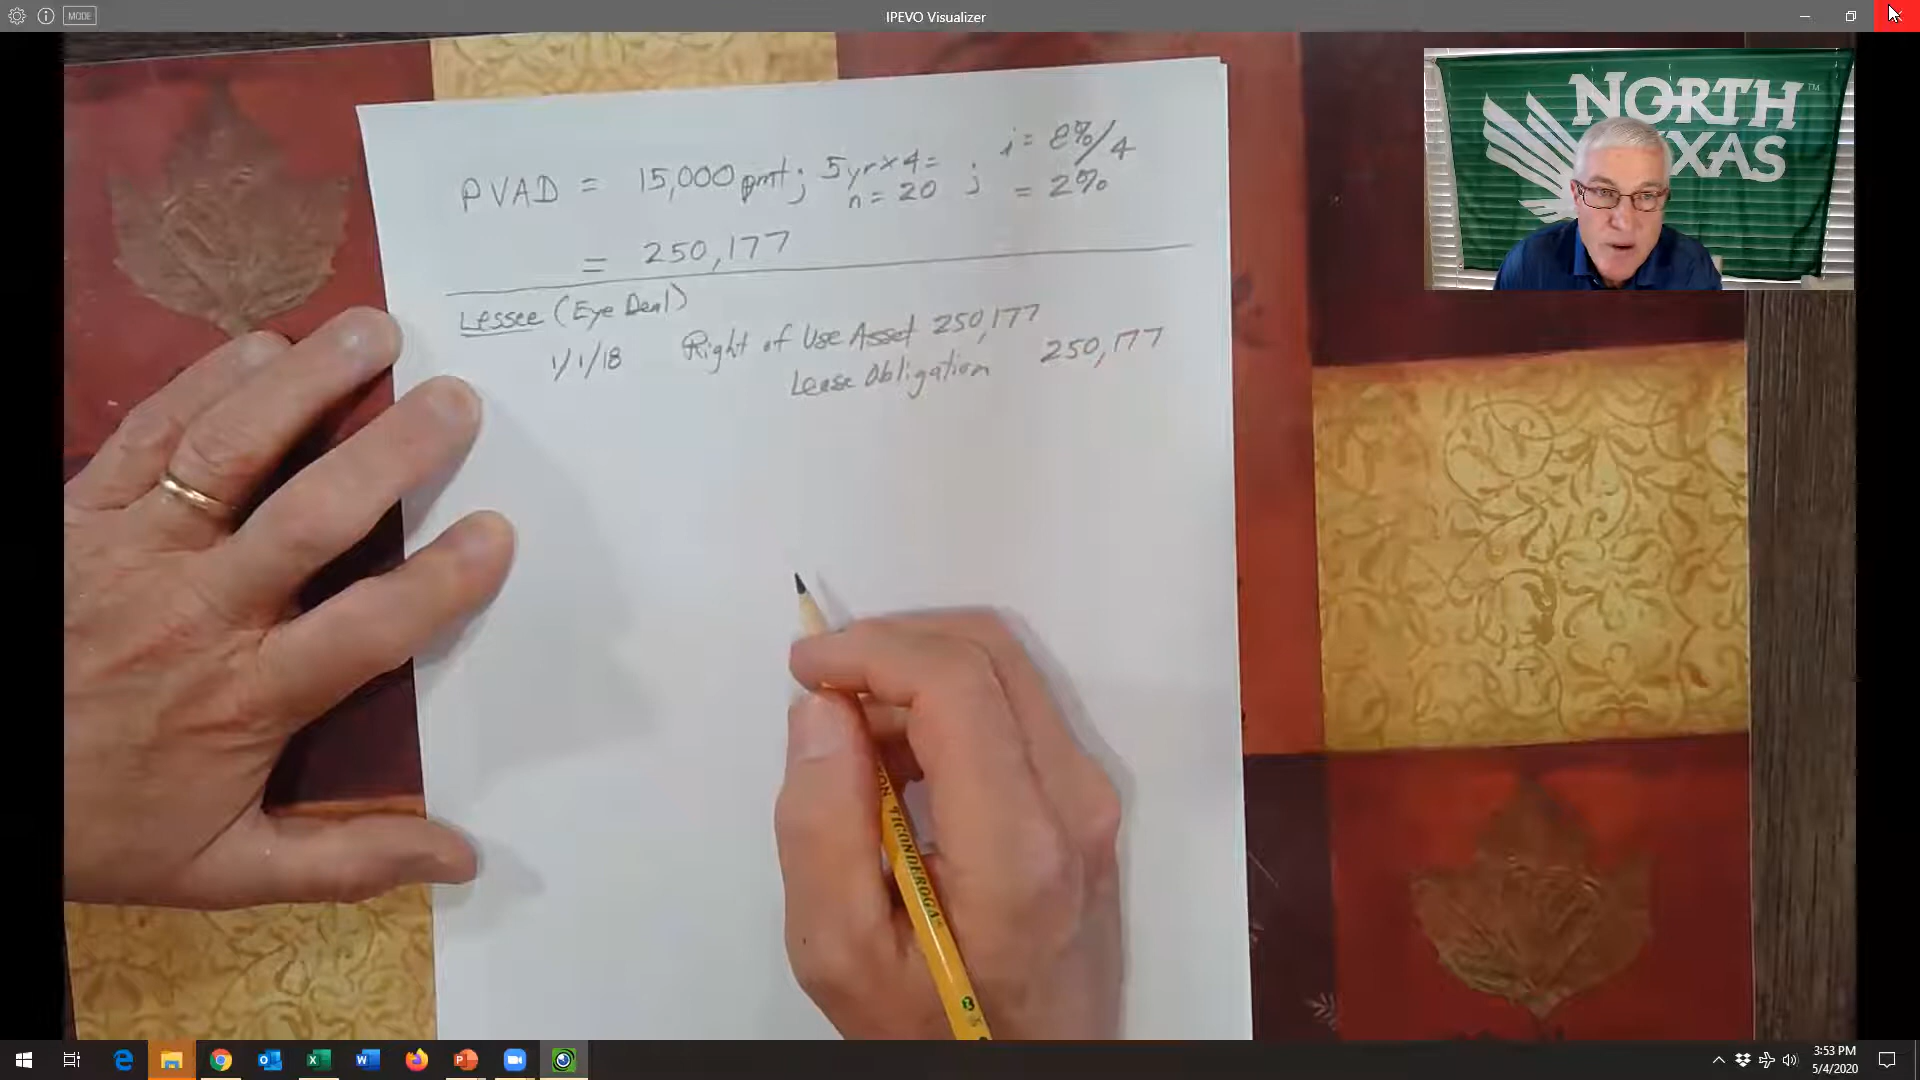 MODE
IPEVO Visualizer
NORTH
TEXAS
PVAD = 15,000 pmt; 5yr x 4 = n = 20 ; i = 8%/4 = 2%
= 250,177
Lessee (Eye Deal)
1/1/18 Right of Use Asset 250,177
Lease Obligation 250,177
TICONDEROGA
3:53 PM
5/4/2020